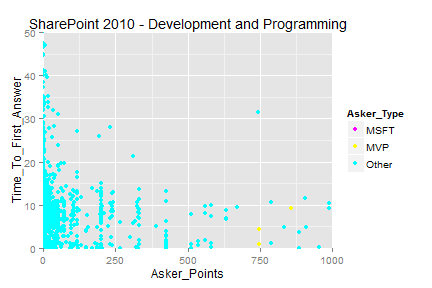 SharePoint 2010 - Development and Programming
Time_To_First_Answer
50
40
30
20
10
0
0
250
500
750
1000
Asker_Points
Asker_Type
MSFT
MVP
Other